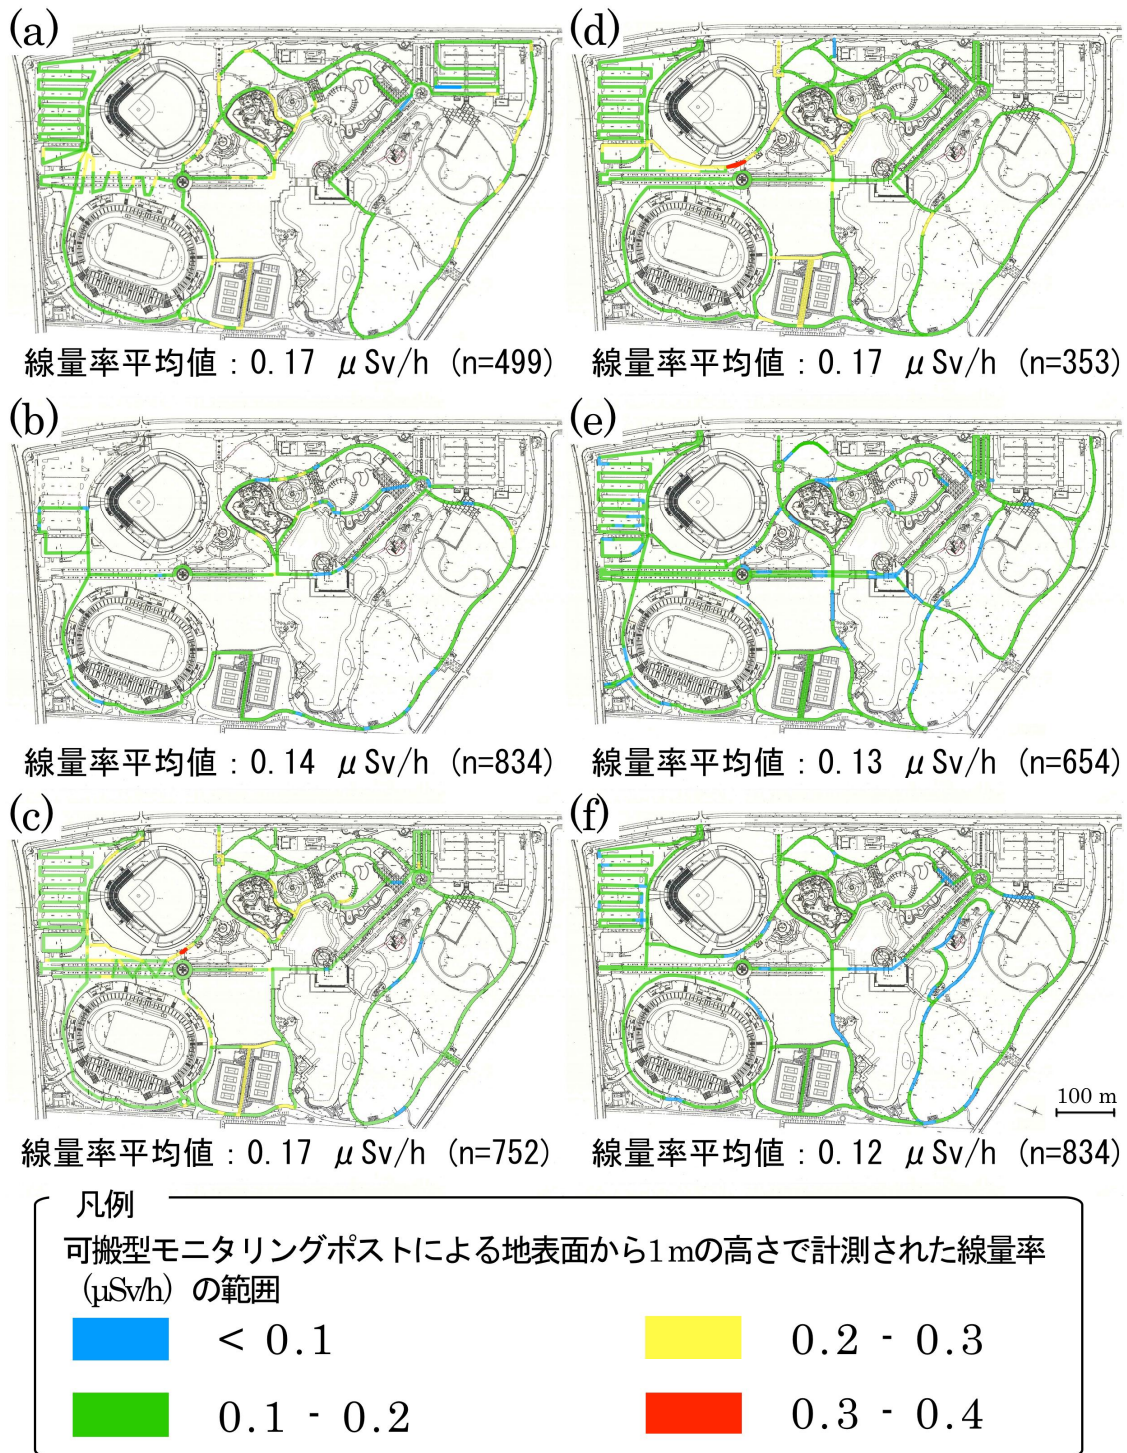 (a)
線量率平均値：0.17 μSv/h (n=499)
(d)
線量率平均値：0.17 μSv/h (n=353)
(b)
線量率平均値：0.14 μSv/h (n=834)
(e)
線量率平均値：0.13 μSv/h (n=654)
(c)
線量率平均値：0.17 μSv/h (n=752)
(f)
100 m
線量率平均値：0.12 μSv/h (n=834)
凡例
可搬型モニタリングポストによる地表面から1mの高さで計測された線量率
(μSv/h) の範囲
< 0.1
0.2 - 0.3
0.1 - 0.2
0.3 - 0.4